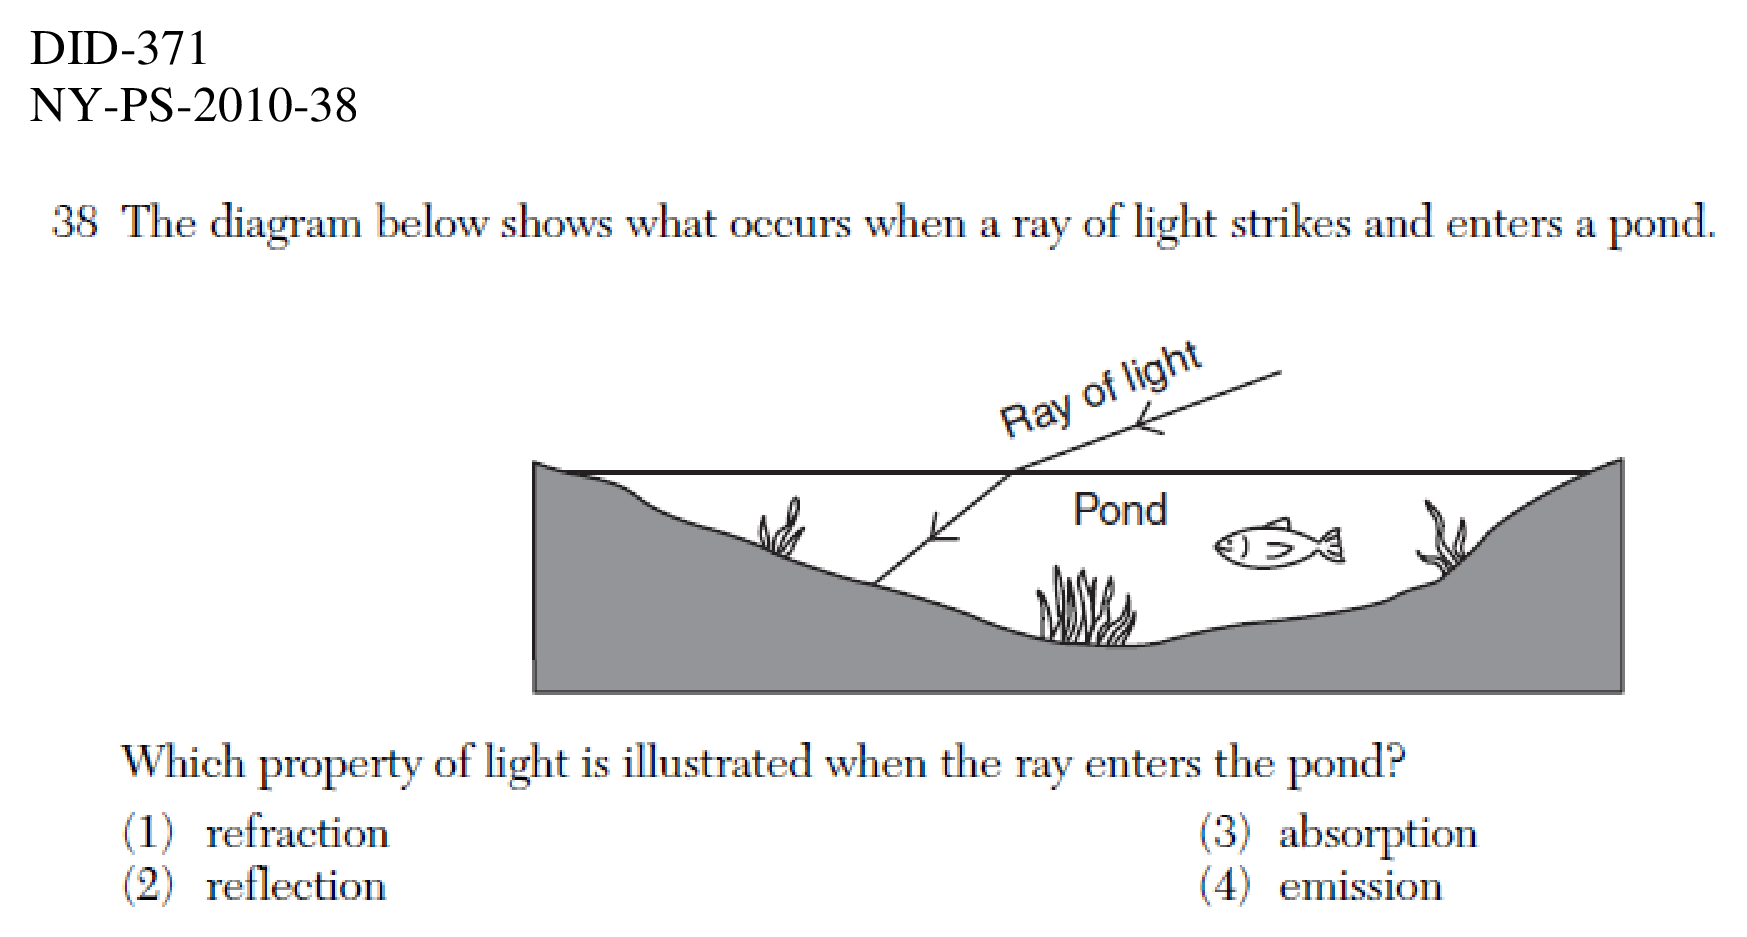 DID-371
NY-PS-2010-38
38 The diagram below shows what occurs when a ray of light strikes and enters a pond.
Ray of light
Pond
Which property of light is illustrated when the ray enters the pond?
(1) refraction
(2) reflection
(3) absorption
(4) emission